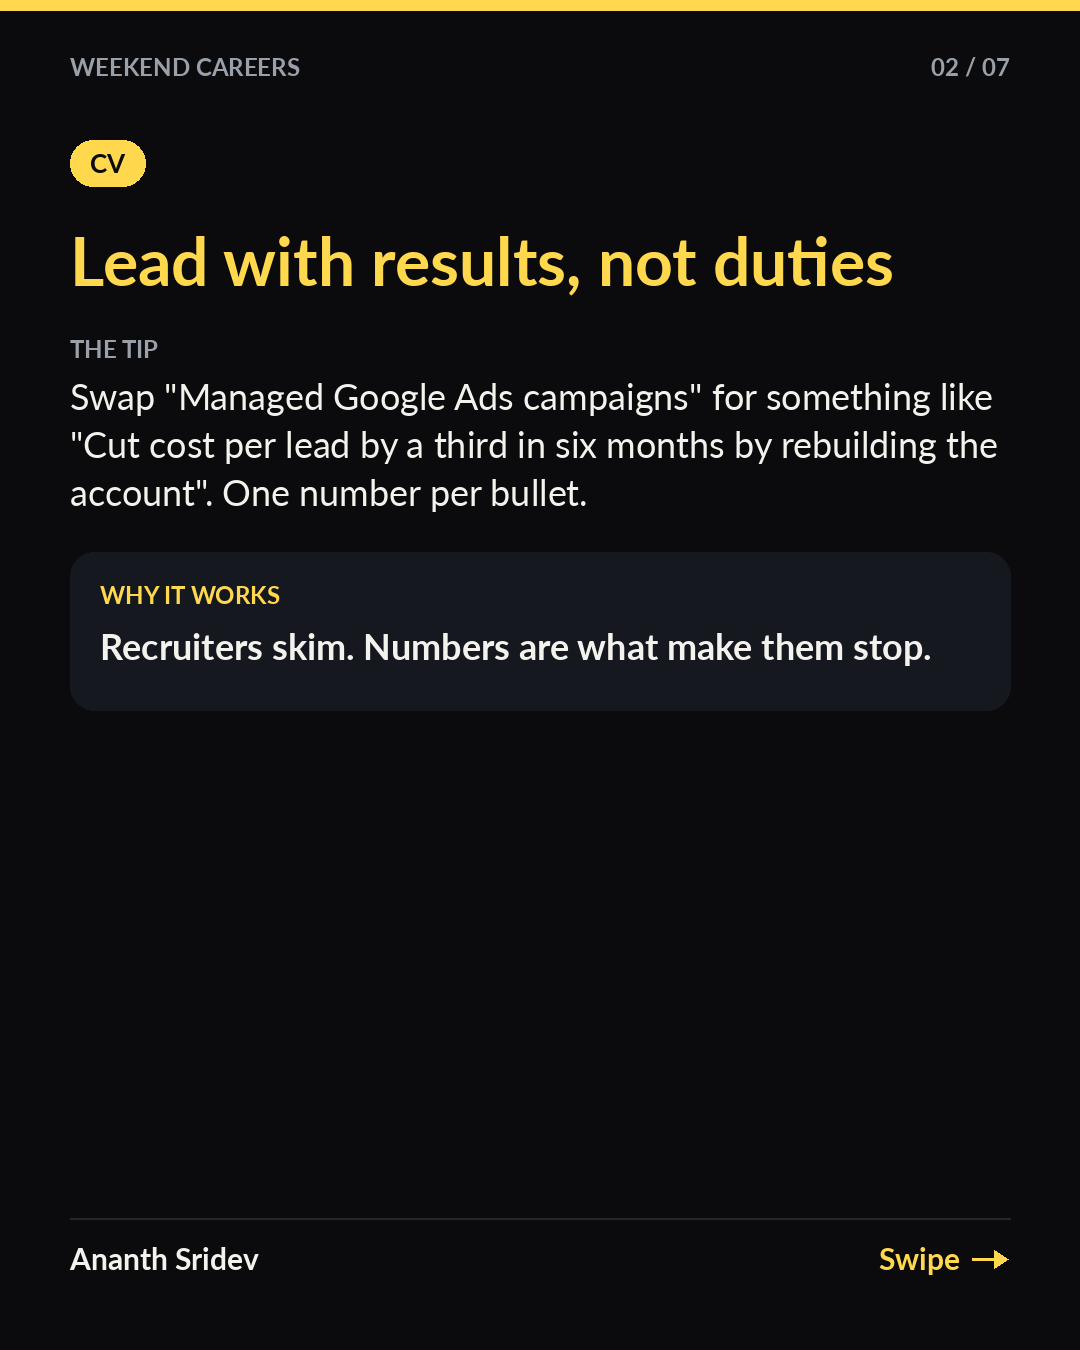 WEEKEND CAREERS
02 / 07
CV
Lead with results, not duties
THE TIP
Swap "Managed Google Ads campaigns" for something like
"Cut cost per lead by a third in six months by rebuilding the
account". One number per bullet.
WHY IT WORKS
Recruiters skim. Numbers are what make them stop.
Ananth Sridev
Swipe →